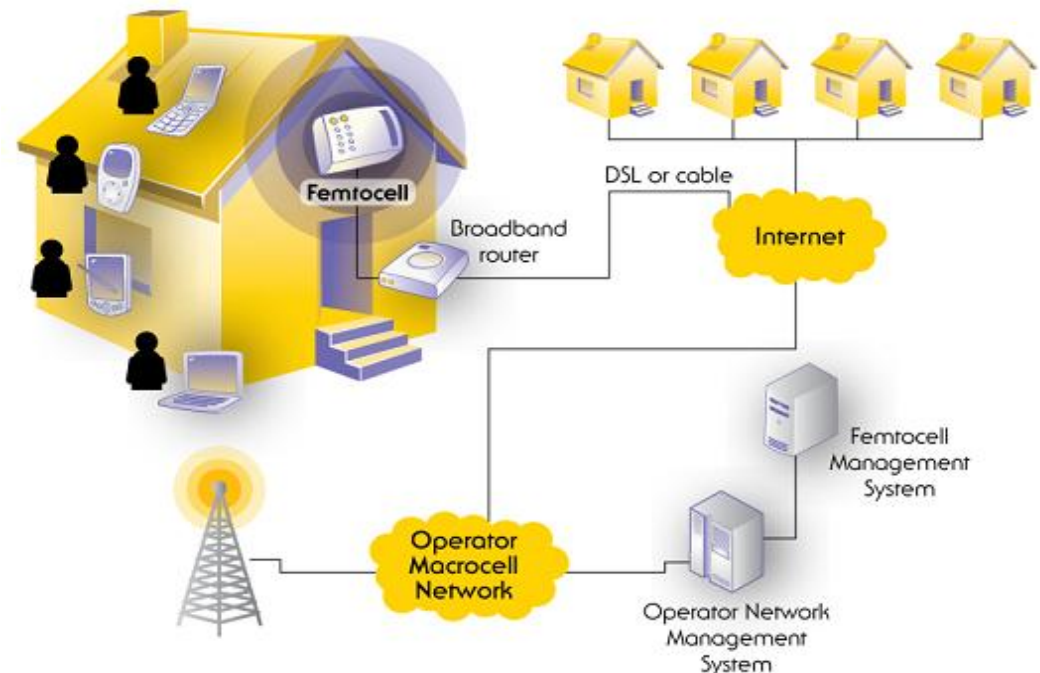 Femtocell
Broadband
router
DSL or cable
Internet
Femtocell
Management
System
Operator
Macrocell
Network
Operator Network
Management
System